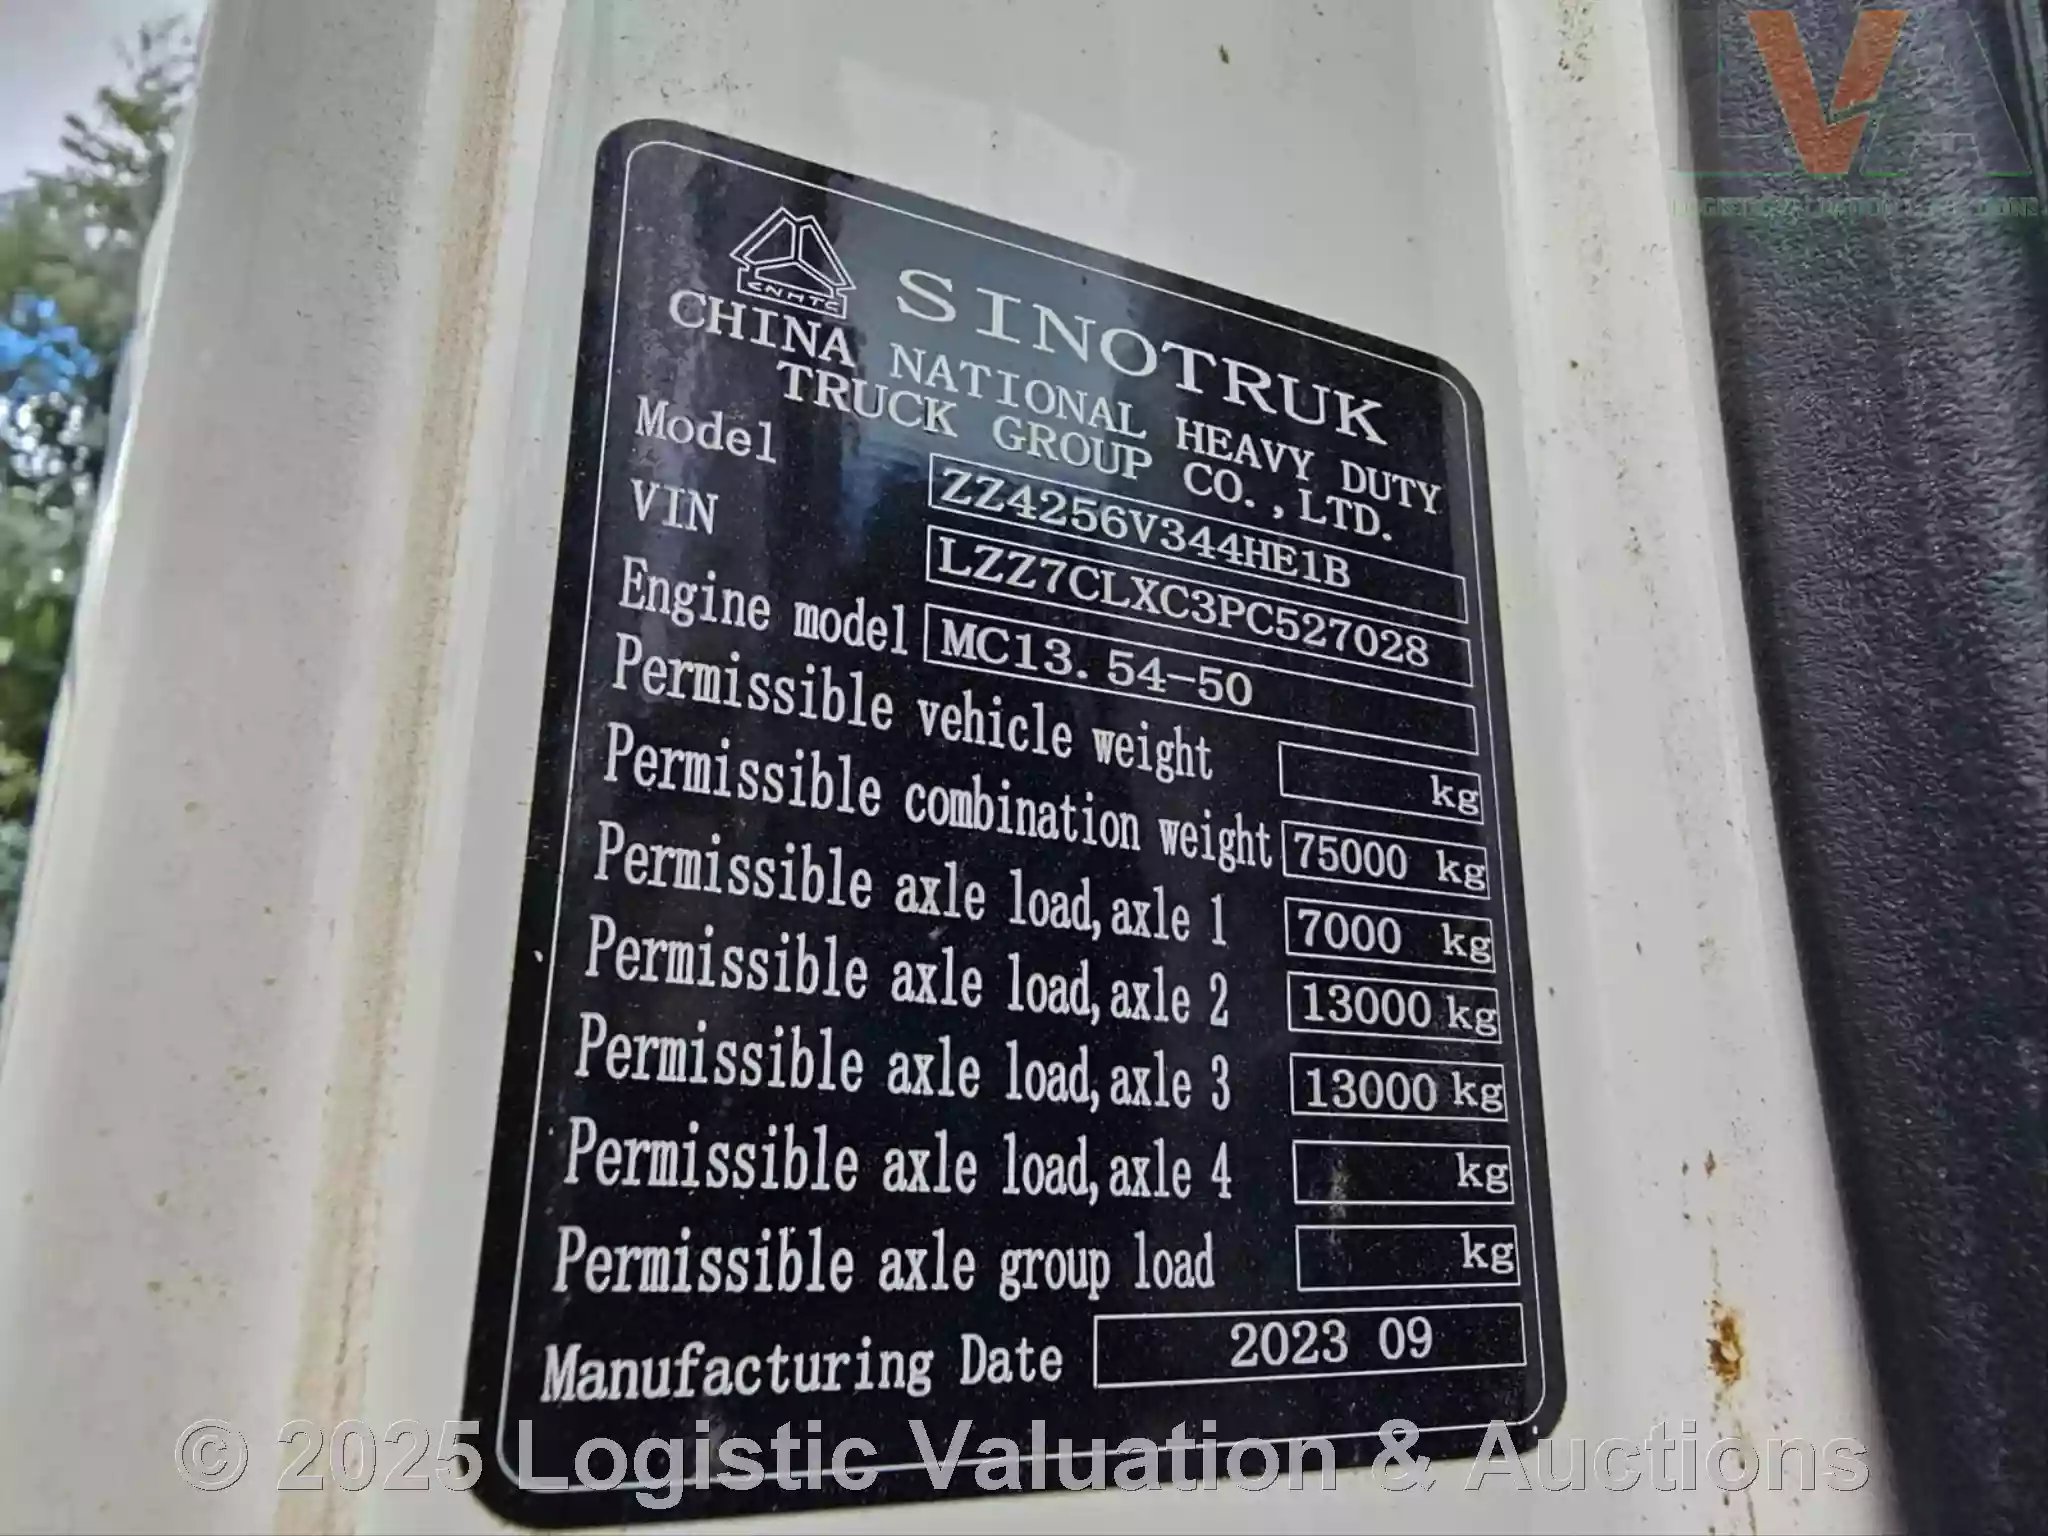 CNHTC
SINOTRUK
CHINA NATIONAL HEAVY DUTY
TRUCK GROUP CO.,LTD.
Model ZZ4256V344HE1B
VIN LZZ7CLXC3PC527028
Engine model MC13.54-50
Permissible vehicle weight kg
Permissible combination weight 75000 kg
Permissible axle load,axle 1 7000 kg
Permissible axle load,axle 2 13000 kg
Permissible axle load,axle 3 13000 kg
Permissible axle load,axle 4 kg
Permissible axle group load kg
Manufacturing Date 2023 09
© 2025 Logistic Valuation & Auctions